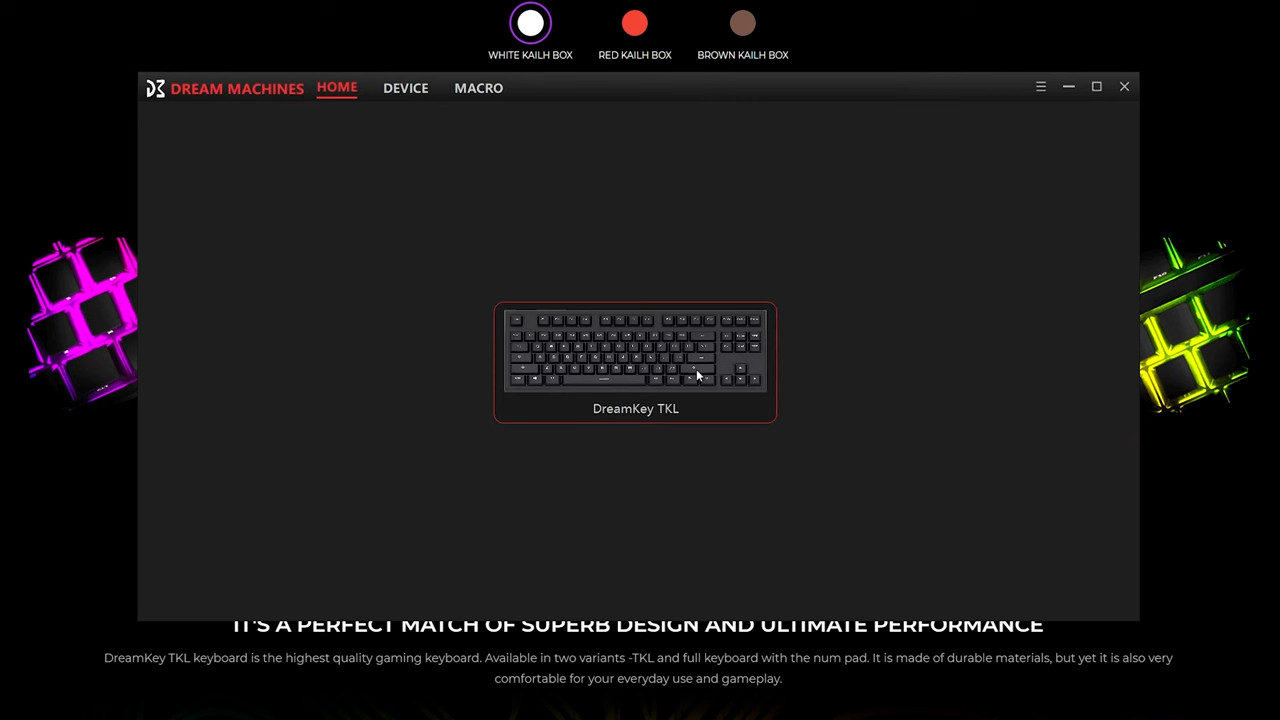 WHITE KAILH BOX RED KAILH BOX BROWN KAILH BOX
DREAM MACHINES HOME DEVICE MACRO
DreamKey TKL
IT'S A PERFECT MATCH OF SUPERB DESIGN AND ULTIMATE PERFORMANCE
DreamKey TKL keyboard is the highest quality gaming keyboard. Available in two variants -TKL and full keyboard with the num pad. It is made of durable materials, but yet it is also very
comfortable for your everyday use and gameplay.